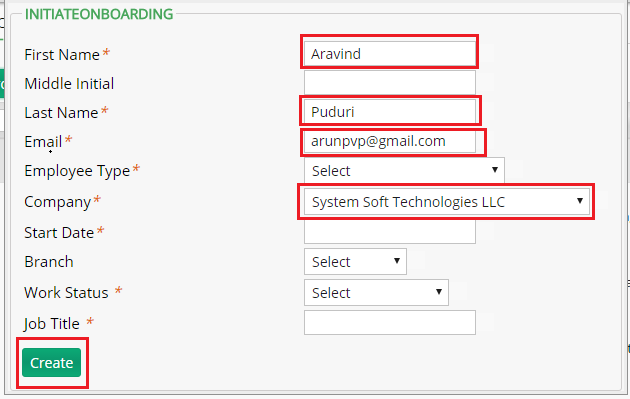 INITIATEONBOARDING
First Name* Aravind
Middle Initial
Last Name* Puduri
Email* arunpvp@gmail.com
Employee Type* Select
Company* System Soft Technologies LLC
Start Date*
Branch Select
Work Status * Select
Job Title *
Create